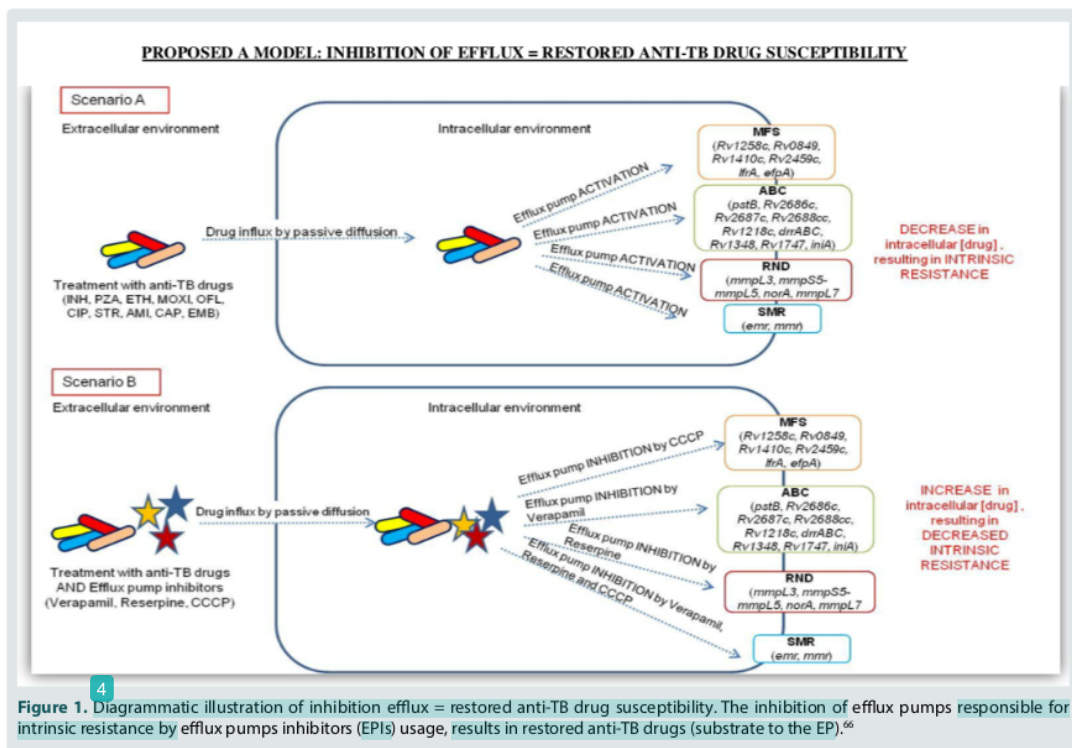 PROPOSED A MODEL: INHIBITION OF EFFLUX = RESTORED ANTI-TB DRUG SUSCEPTIBILITY
Scenario A
Extracellular environment
Intracellular environment
Drug influx by passive diffusion
Treatment with anti-TB drugs
(INH, PZA, ETH, MOXI, OFL,
CIP, STR, AMI, CAP, EMB)
Efflux pump ACTIVATION
Efflux pump ACTIVATION
Efflux pump ACTIVATION
Efflux pump ACTIVATION
MFS
(Rv1258c, Rv0849,
Rv1410c, Rv2459c,
lfrA, efpA)
ABC
(pstB, Rv2686c,
Rv2687c, Rv2688cc,
Rv1218c, drrABC,
Rv1348, Rv1747, iniA)
RND
(mmpL3, mmpS5-
mmpL5, norA, mmpL7
SMR
(emr, mmr)
DECREASE in
intracellular [drug] ,
resulting in INTRINSIC
RESISTANCE
Scenario B
Extracellular environment
Intracellular environment
Drug influx by passive diffusion
Treatment with anti-TB drugs
AND Efflux pump inhibitors
(Verapamil, Reserpine, CCCP)
Efflux pump INHIBITION by CCCP
Efflux pump INHIBITION by
Verapamil
Efflux pump INHIBITION by
Reserpine
Efflux pump INHIBITION by Verapamil,
Reserpine and CCCP
MFS
(Rv1258c, Rv0849,
Rv1410c, Rv2459c,
lfrA, efpA)
ABC
(pstB, Rv2686c,
Rv2687c, Rv2688cc,
Rv1218c, drrABC,
Rv1348, Rv1747, iniA)
RND
(mmpL3, mmpS5-
mmpL5, norA, mmpL7
SMR
(emr, mmr)
INCREASE in
intracellular [drug] ,
resulting in
DECREASED
INTRINSIC
RESISTANCE
4
Figure 1. Diagrammatic illustration of inhibition efflux = restored anti-TB drug susceptibility. The inhibition of efflux pumps responsible for
intrinsic resistance by efflux pumps inhibitors (EPIs) usage, results in restored anti-TB drugs (substrate to the EP).66